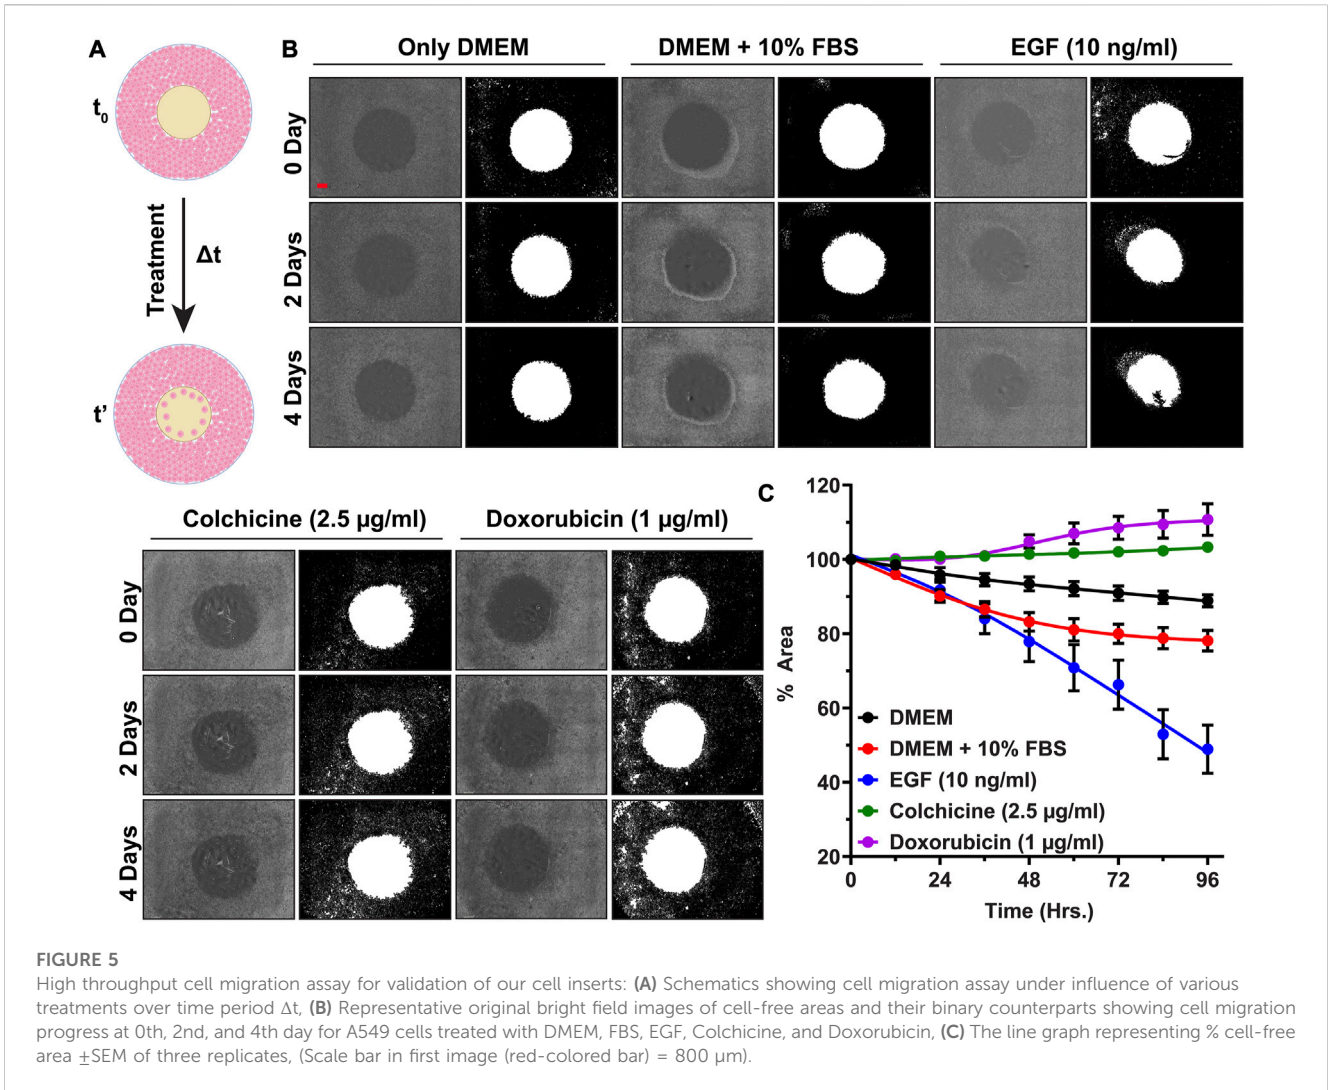 A
t0
Treatment
Δt
t’
B
Only DMEM
DMEM + 10% FBS
EGF (10 ng/ml)
0 Day
2 Days
4 Days
Colchicine (2.5 µg/ml)
Doxorubicin (1 µg/ml)
0 Day
2 Days
4 Days
C
% Area
120
100
80
60
40
20
DMEM
DMEM + 10% FBS
EGF (10 ng/ml)
Colchicine (2.5 µg/ml)
Doxorubicin (1 µg/ml)
0
24
48
72
96
Time (Hrs.)
FIGURE 5
High throughput cell migration assay for validation of our cell inserts: (A) Schematics showing cell migration assay under influence of various
treatments over time period Δt, (B) Representative original bright field images of cell-free areas and their binary counterparts showing cell migration
progress at 0th, 2nd, and 4th day for A549 cells treated with DMEM, FBS, EGF, Colchicine, and Doxorubicin, (C) The line graph representing % cell-free
area ±SEM of three replicates, (Scale bar in first image (red-colored bar) = 800 µm).